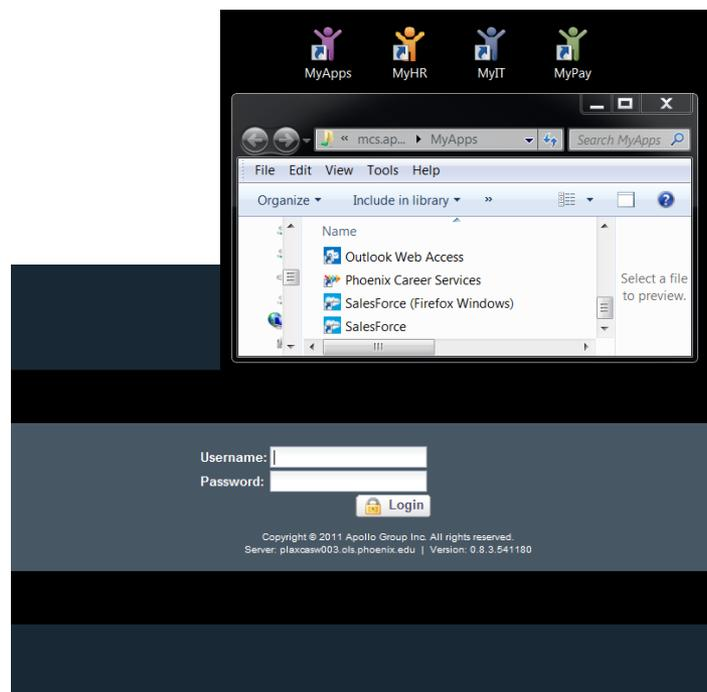 MyApps MyHR MyIT MyPay
« mcs.ap... MyApps Search MyApps
File Edit View Tools Help
Organize Include in library »
Name
Outlook Web Access
Phoenix Career Services
SalesForce (Firefox Windows)
SalesForce
Select a file
to preview.
Username:
Password:
Login
Copyright © 2011 Apollo Group Inc. All rights reserved.
Server: plaxcasw003.ols.phoenix.edu | Version: 0.8.3.541180